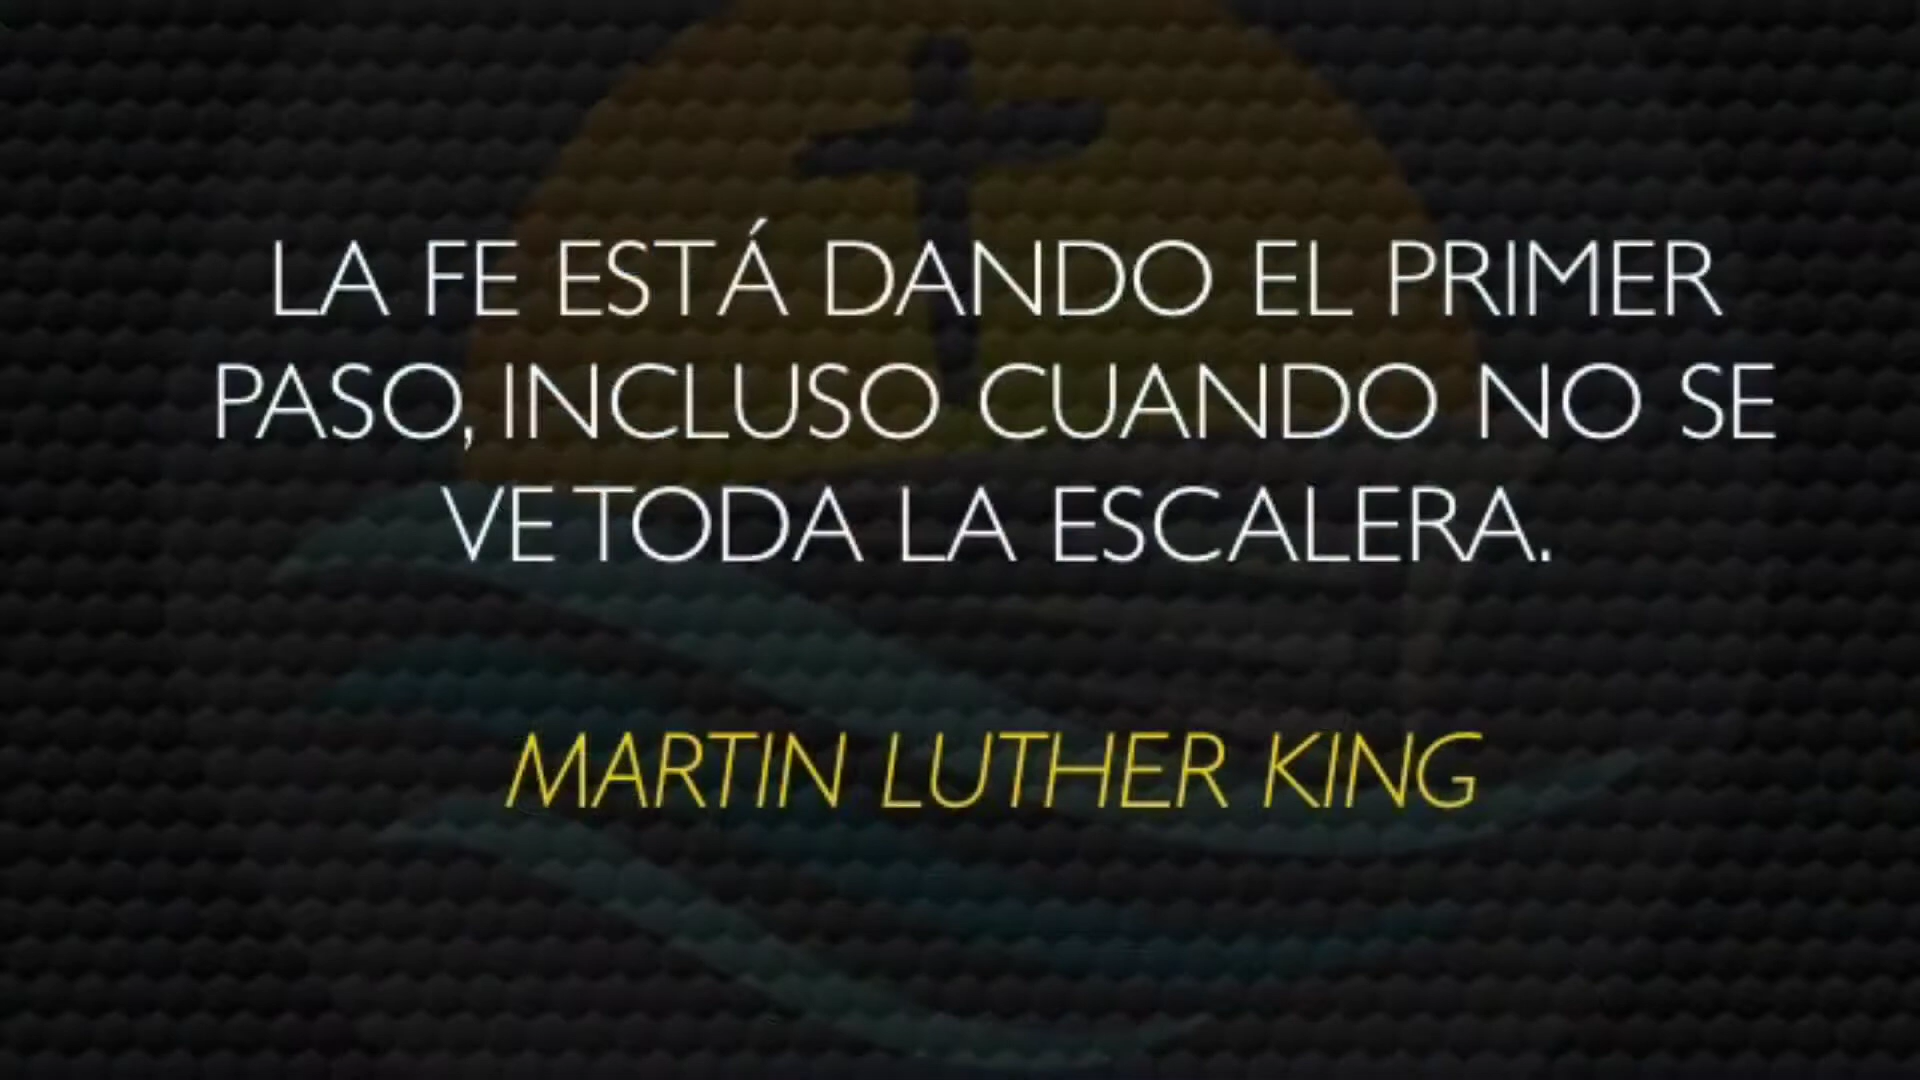 LA FE ESTÁ DANDO EL PRIMER
PASO, INCLUSO CUANDO NO SE
VE TODA LA ESCALERA.
MARTIN LUTHER KING